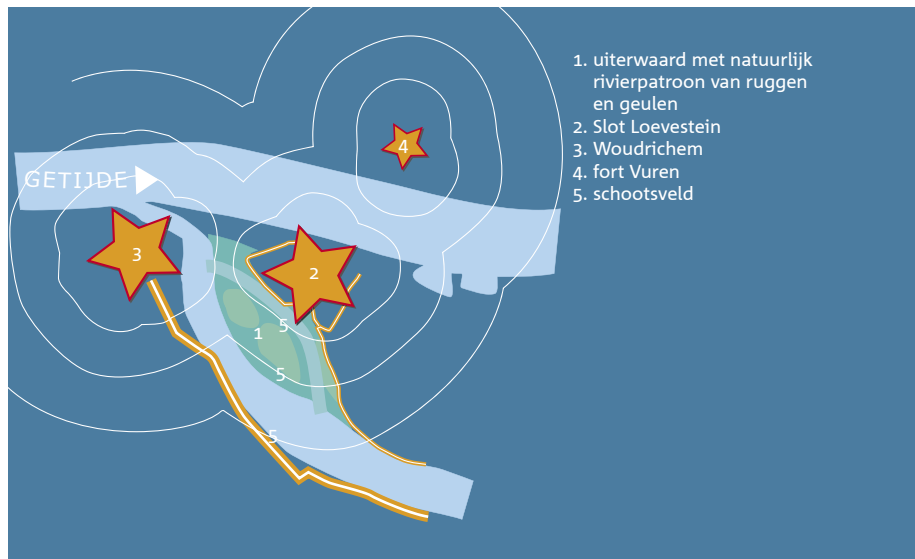 1. uiterwaard met natuurlijk
rivierpatroon van ruggen
en geulen
2. Slot Loevestein
3. Woudrichem
4. fort Vuren
5. schootsveld
4
GETIJDE
3
2
5
1
5
5